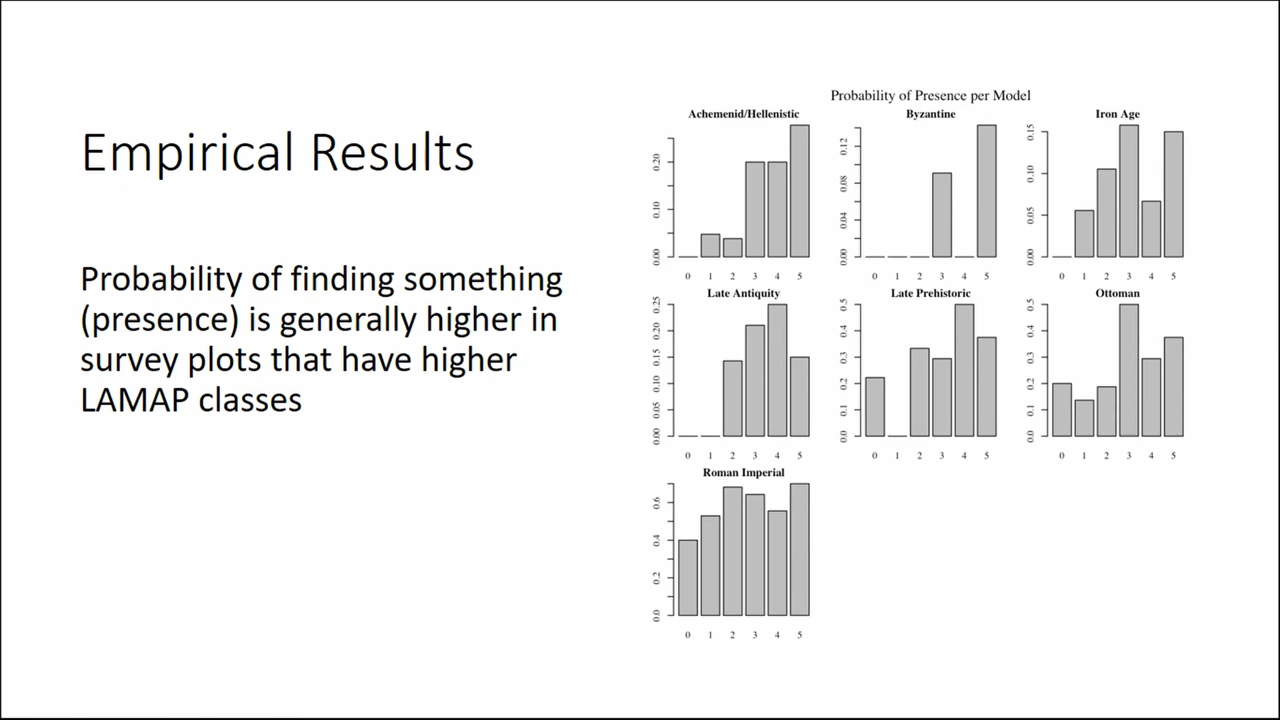 Empirical Results
Probability of finding something
(presence) is generally higher in
survey plots that have higher
LAMAP classes
Probability of Presence per Model
Achemenid/Hellenistic
0.00 0.10 0.20
0 1 2 3 4 5
Byzantine
0.00 0.04 0.08 0.12
0 1 2 3 4 5
Iron Age
0.00 0.05 0.10 0.15
0 1 2 3 4 5
Late Antiquity
0.00 0.05 0.10 0.15 0.20 0.25
0 1 2 3 4 5
Late Prehistoric
0.0 0.1 0.2 0.3 0.4 0.5
0 1 2 3 4 5
Ottoman
0.0 0.1 0.2 0.3 0.4 0.5
0 1 2 3 4 5
Roman Imperial
0.0 0.2 0.4 0.6
0 1 2 3 4 5